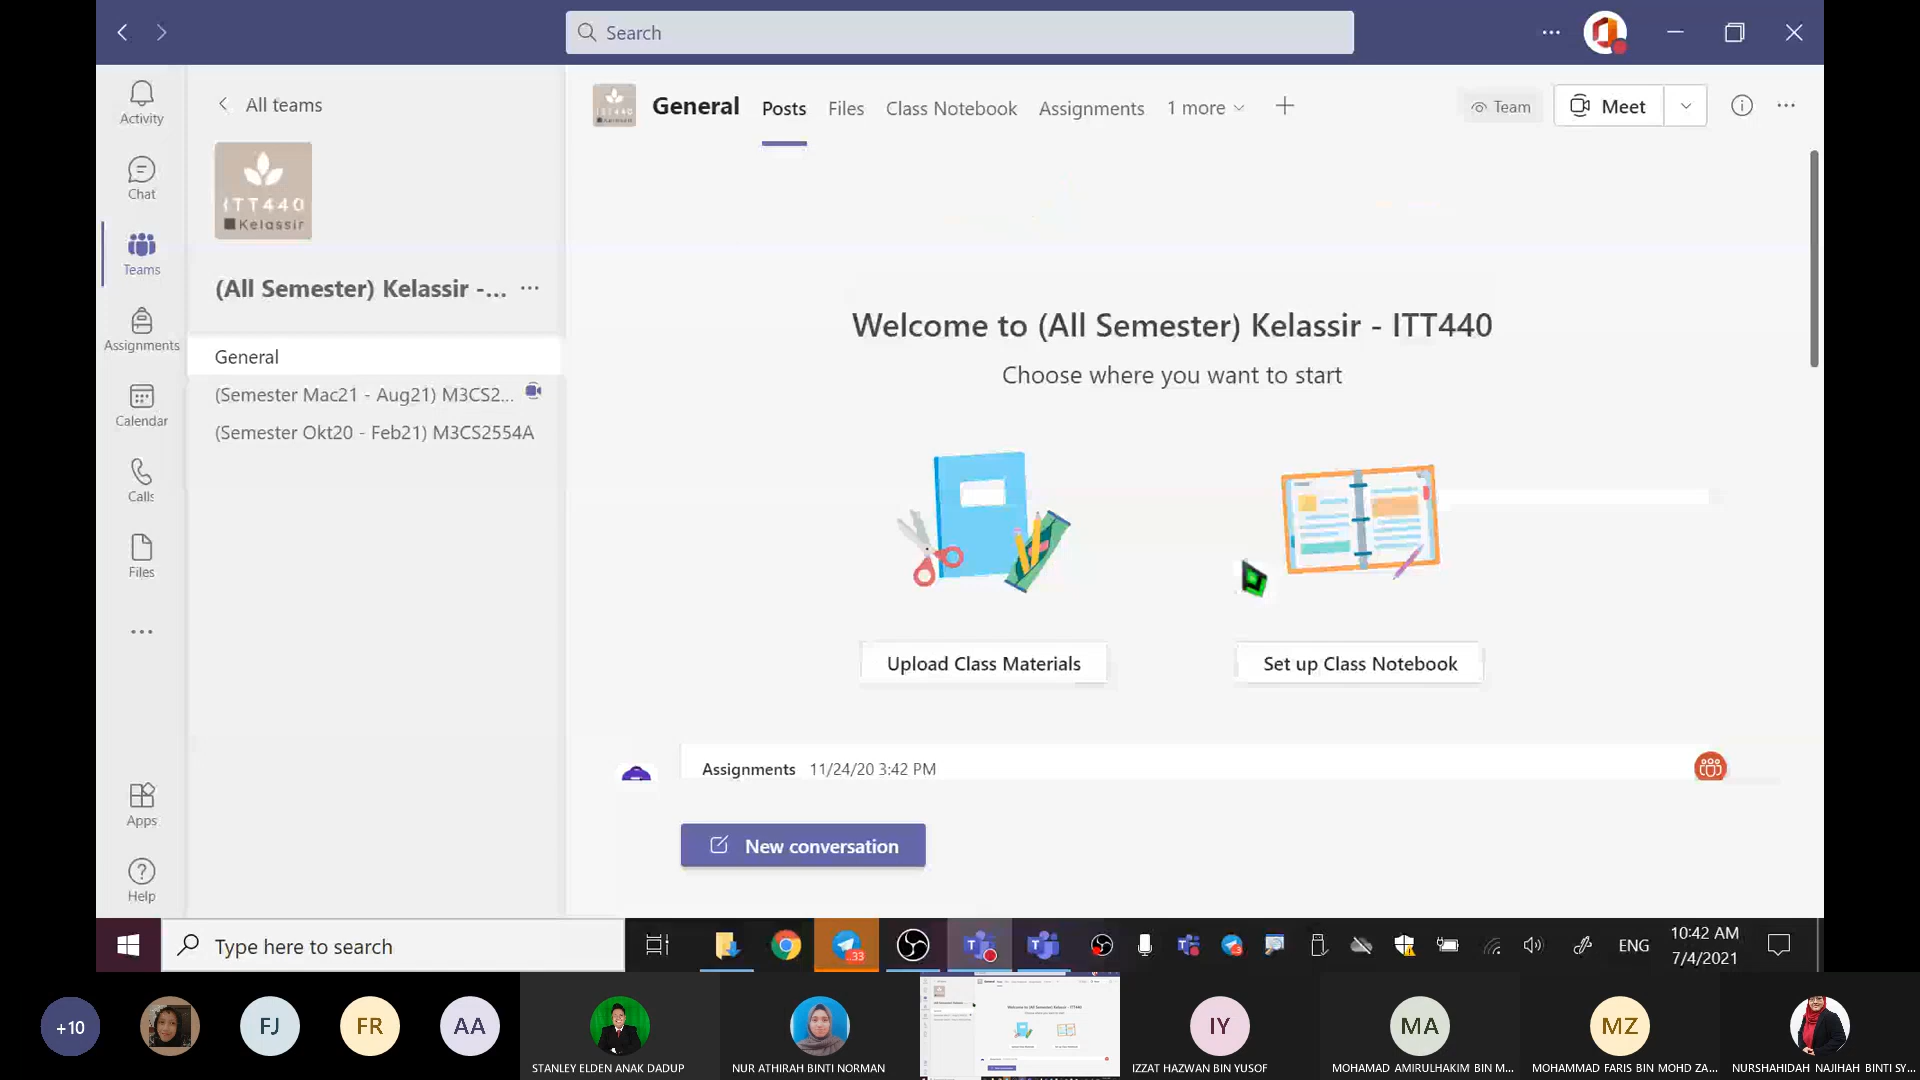 Search
Activity
Chat
Teams
Assignments
Calendar
Calls
Files
Apps
Help
All teams
ITT440
Kelassir
(All Semester) Kelassir -...
General
(Semester Mac21 - Aug21) M3CS2...
(Semester Okt20 - Feb21) M3CS2554A
General Posts Files Class Notebook Assignments 1 more
Team Meet
Welcome to (All Semester) Kelassir - ITT440
Choose where you want to start
Upload Class Materials
Set up Class Notebook
Assignments 11/24/20 3:42 PM
New conversation
Type here to search
..33
ENG
10:42 AM
7/4/2021
+10
FJ
FR
AA
STANLEY ELDEN ANAK DADUP
NUR ATHIRAH BINTI NORMAN
IY
IZZAT HAZWAN BIN YUSOF
MA
MOHAMAD AMIRULHAKIM BIN M...
MZ
MOHAMMAD FARIS BIN MOHD ZA...
NURSHAHIDAH NAJIHAH BINTI SY...